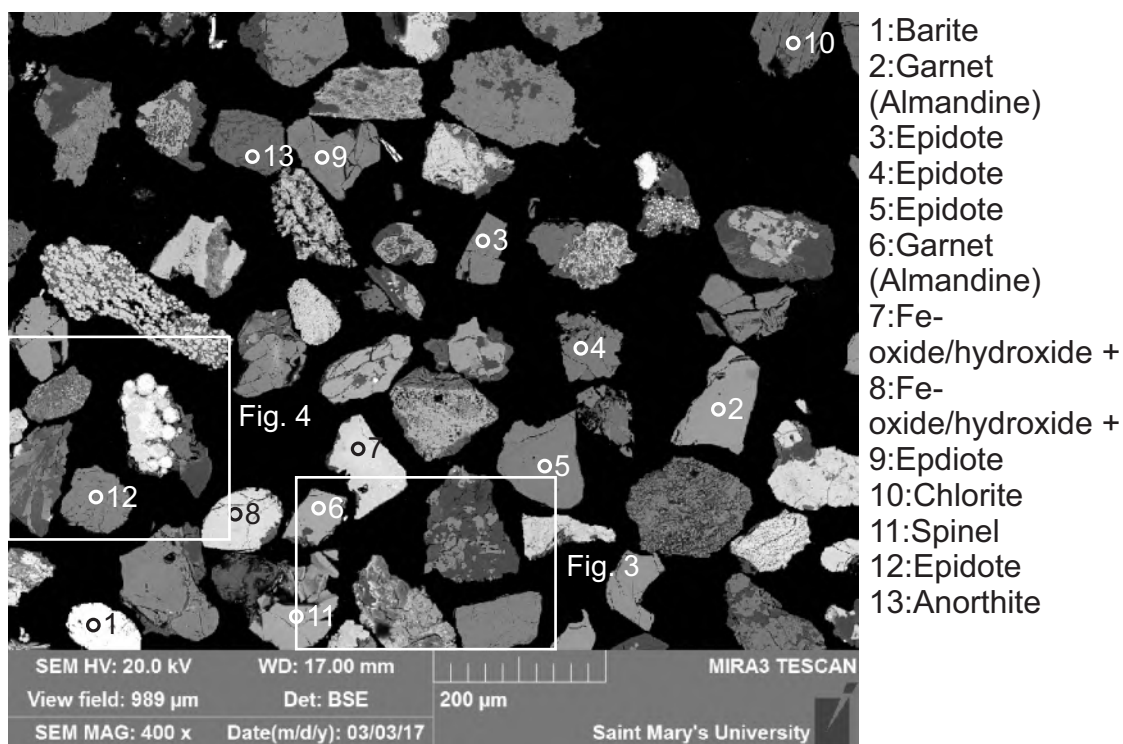 10
13
9
3
4
2
Fig. 4
7
5
12
8
6
Fig. 3
11
1
SEM HV: 20.0 kV WD: 17.00 mm MIRA3 TESCAN
View field: 989 µm Det: BSE 200 µm
SEM MAG: 400 x Date(m/d/y): 03/03/17 Saint Mary's University
1:Barite
2:Garnet
(Almandine)
3:Epidote
4:Epidote
5:Epidote
6:Garnet
(Almandine)
7:Fe-
oxide/hydroxide +
8:Fe-
oxide/hydroxide +
9:Epdiote
10:Chlorite
11:Spinel
12:Epidote
13:Anorthite